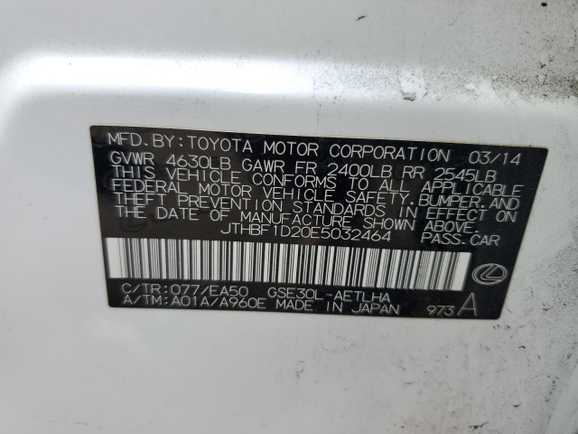 MFD.BY:TOYOTA MOTOR CORPORATION 03/14
GVWR 4630LB GAWR FR 2400LB RR 2545LB
THIS VEHICLE CONFORMS TO ALL APPLICABLE
FEDERAL MOTOR VEHICLE SAFETY,BUMPER,AND
THEFT PREVENTION STANDARDS IN EFFECT ON
THE DATE OF MANUFACTURE SHOWN ABOVE.
JTHBF1D20E5032464 PASS.CAR
C/TR:077/EA50 GSE30L-AETLHA
A/TM:A01A/A960E MADE IN JAPAN 973 A